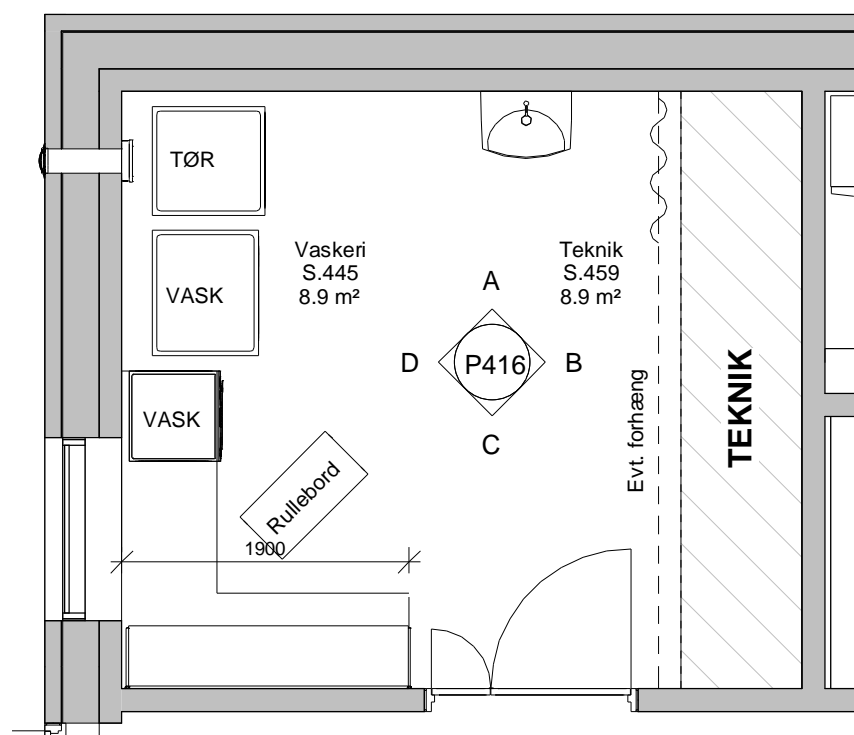 TØR
Vaskeri
S.445
8.9 m²
Teknik
S.459
8.9 m²
VASK
A
D
P416
B
C
VASK
Rullebord
1900
Evt. forhæng
TEKNIK